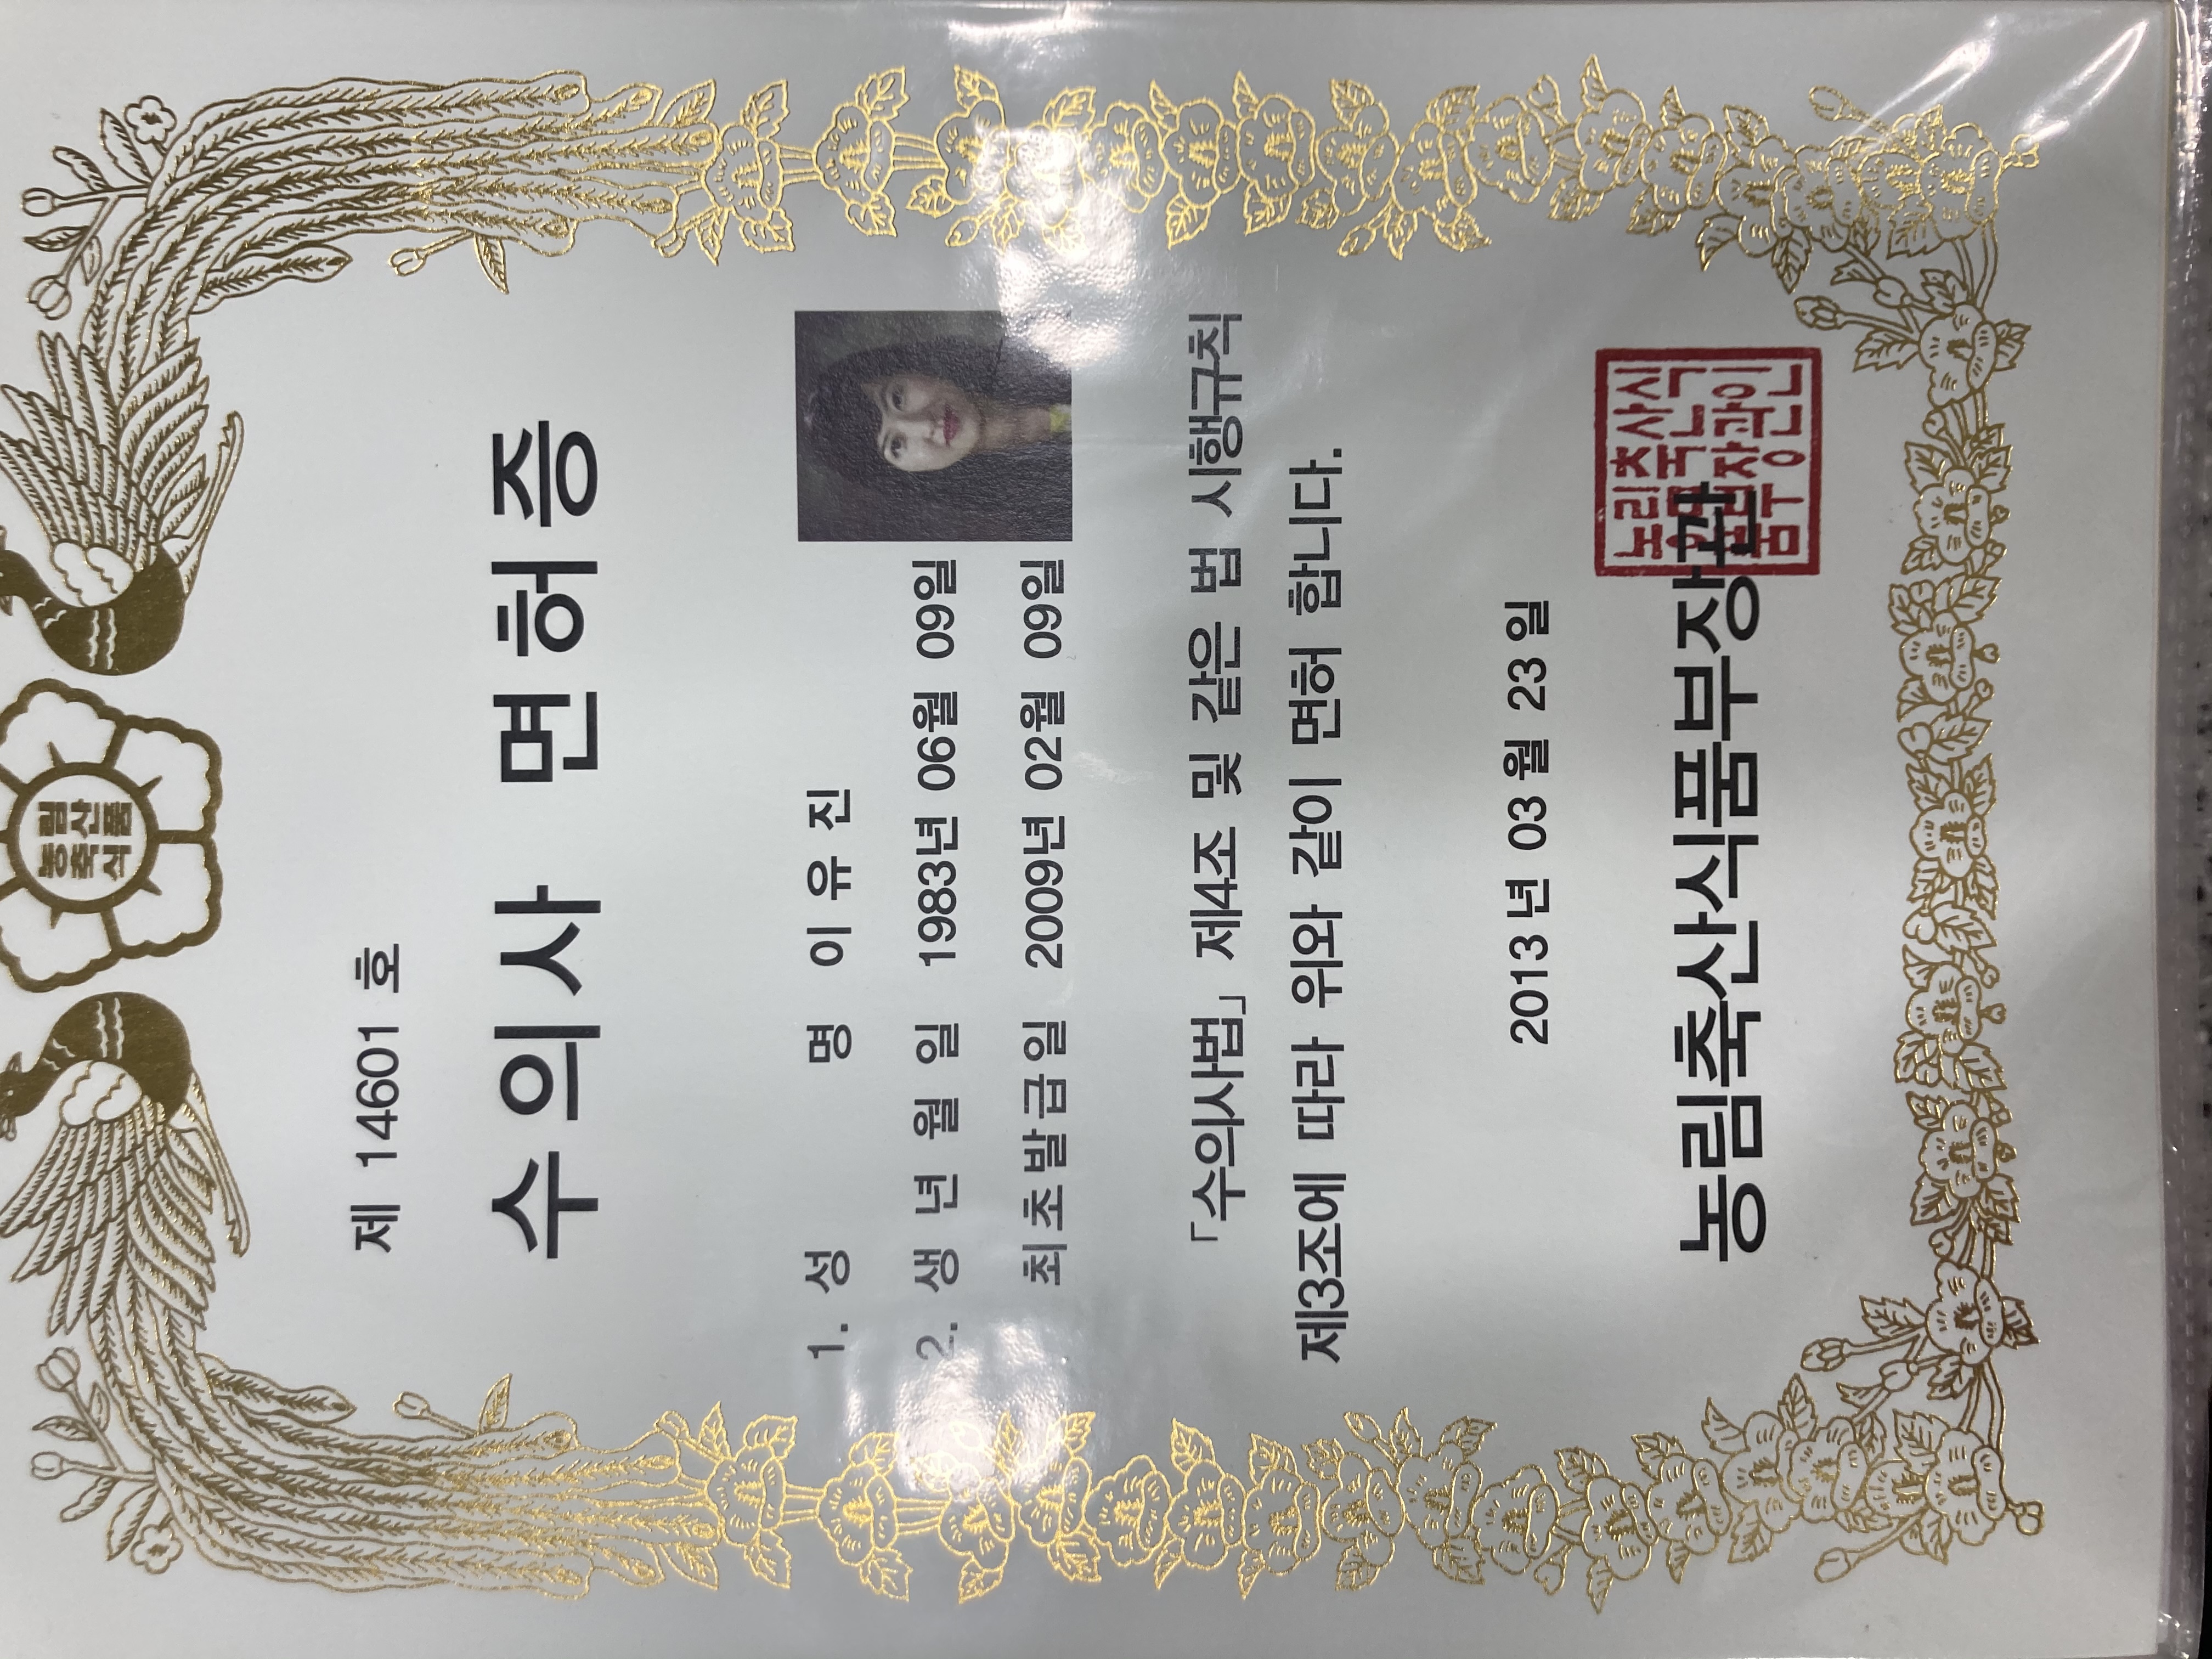 농림
축산
식품
제 14601 호
수의사 면허증
1. 성 명 이 유 진
2. 생 년 월 일 1983년 06월 09일
최초발급일 2009년 02월 09일
「수의사법」 제4조 및 같은 법 시행규칙
제3조에 따라 위와 같이 면허 합니다.
2013 년 03 월 23 일
농림축산식품부장관
농림축산식
품부장관인